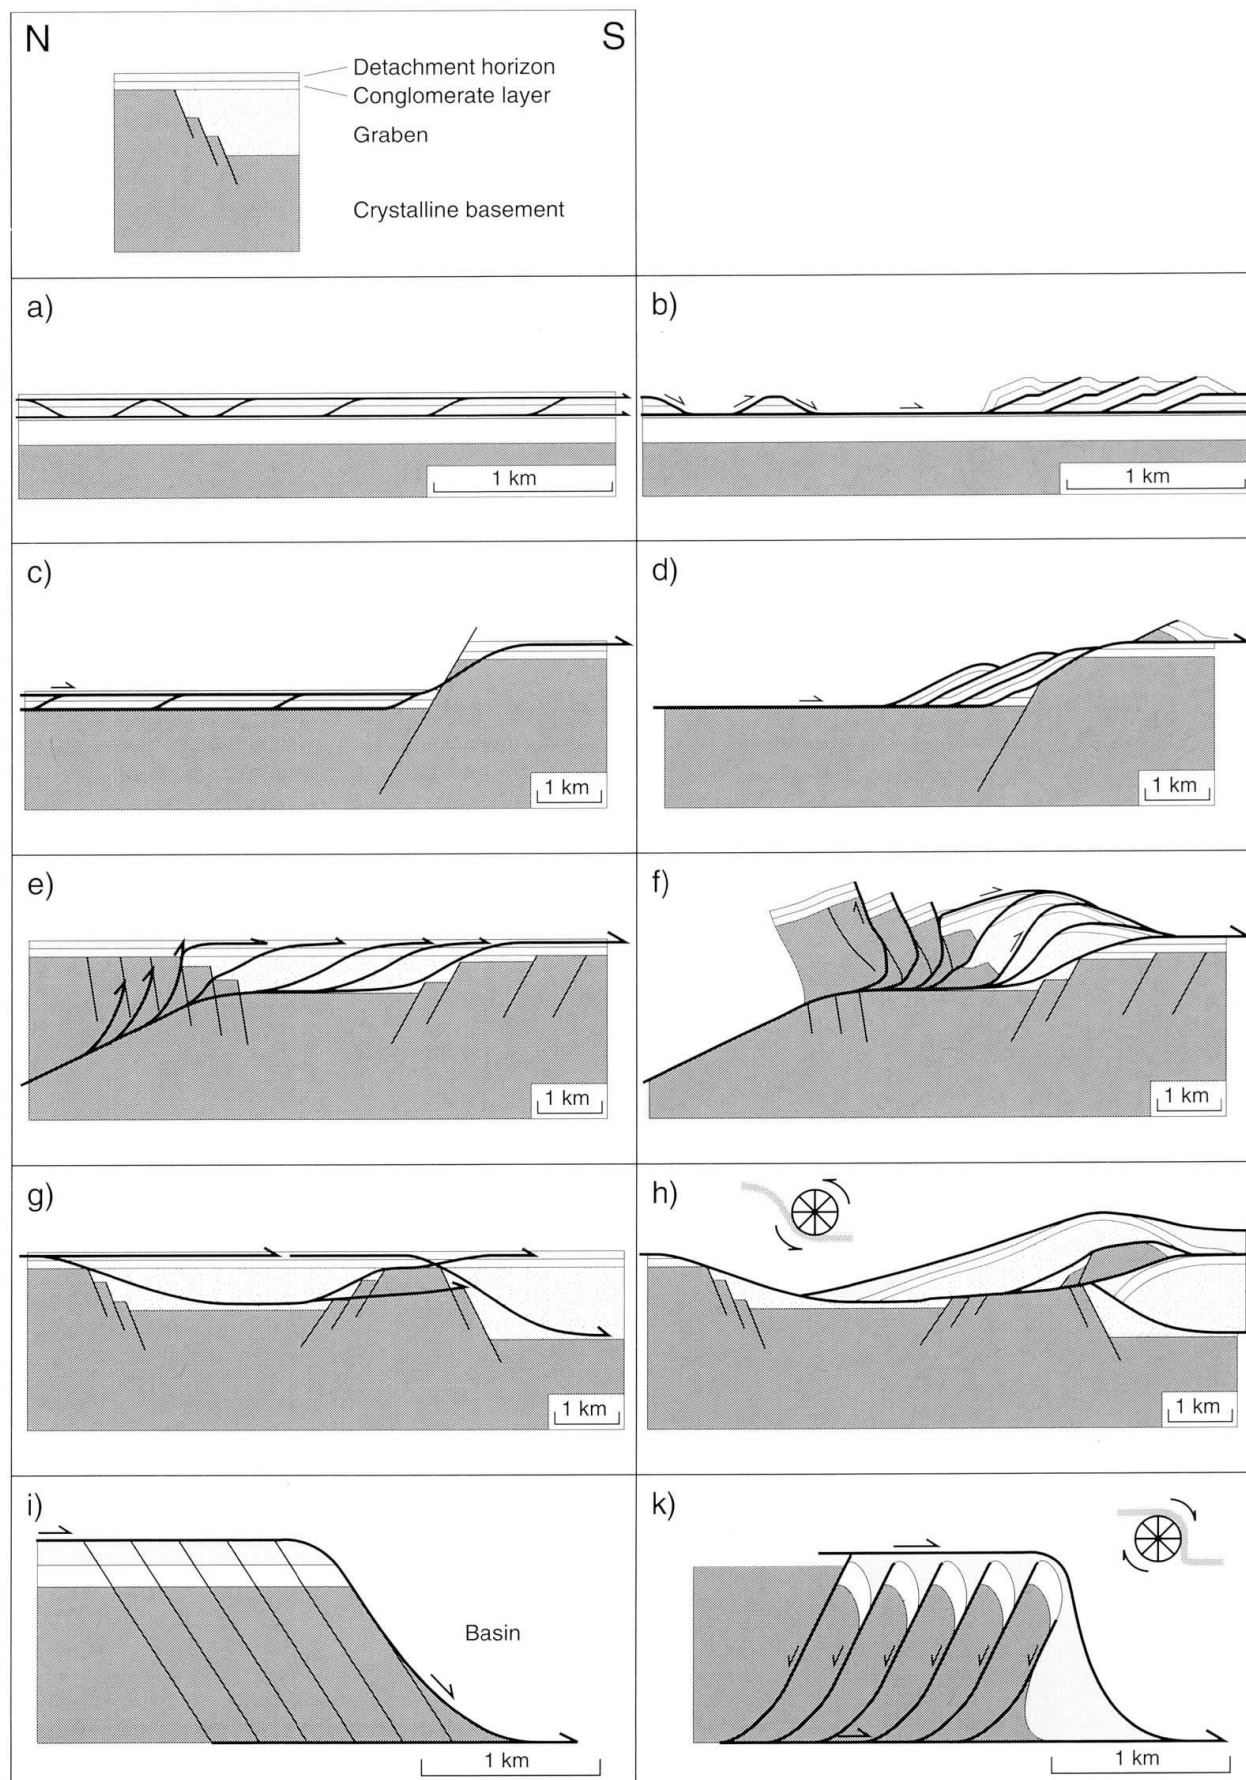 N
S
Detachment horizon
Conglomerate layer
Graben
Crystalline basement
a)
1 km
b)
1 km
c)
1 km
d)
1 km
e)
1 km
f)
1 km
g)
1 km
h)
1 km
i)
Basin
1 km
k)
1 km